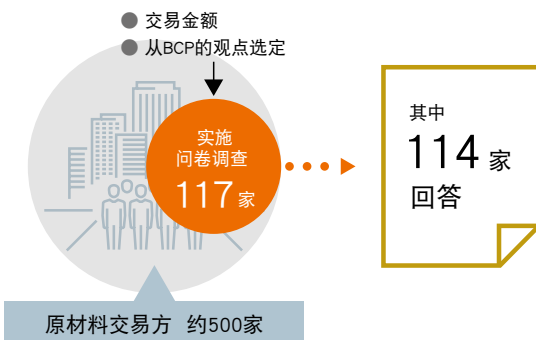 ● 交易金额
● 从BCP的观点选定
实施
问卷调查
117家
其中
114家
回答
原材料交易方 约500家